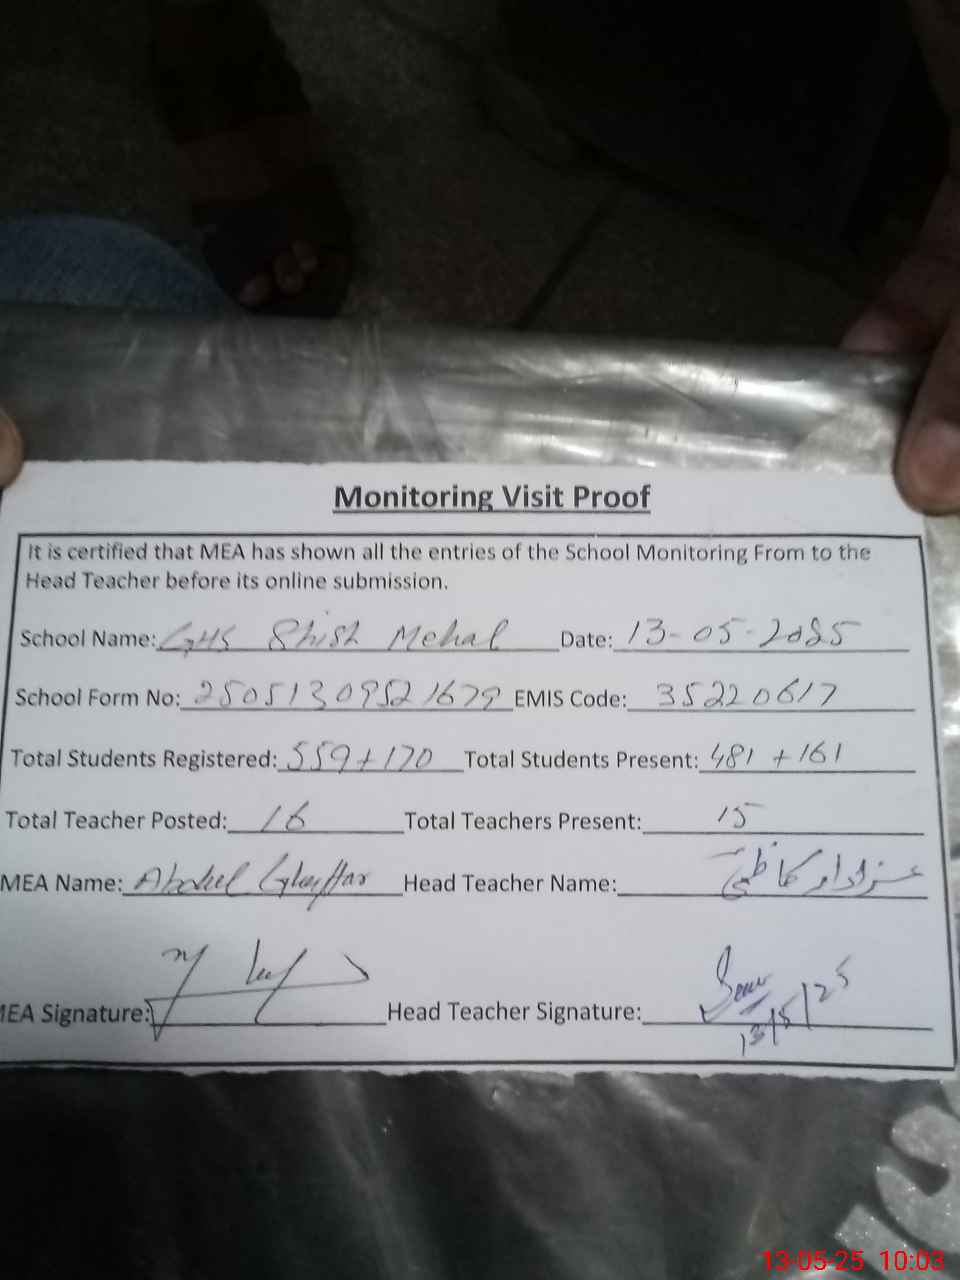 Monitoring Visit Proof
It is certified that MEA has shown all the entries of the School Monitoring From to the
Head Teacher before its online submission.
School Name: GHS Shish Mehal Date: 13-05-2025
School Form No: 25051309521679 EMIS Code: 35220617
Total Students Registered: 559+170 Total Students Present: 481 + 161
Total Teacher Posted: 16 Total Teachers Present: 15
MEA Name: Abdul Ghaffar Head Teacher Name:
MEA Signature: Head Teacher Signature:
13/5/25
13-05-25 10:03